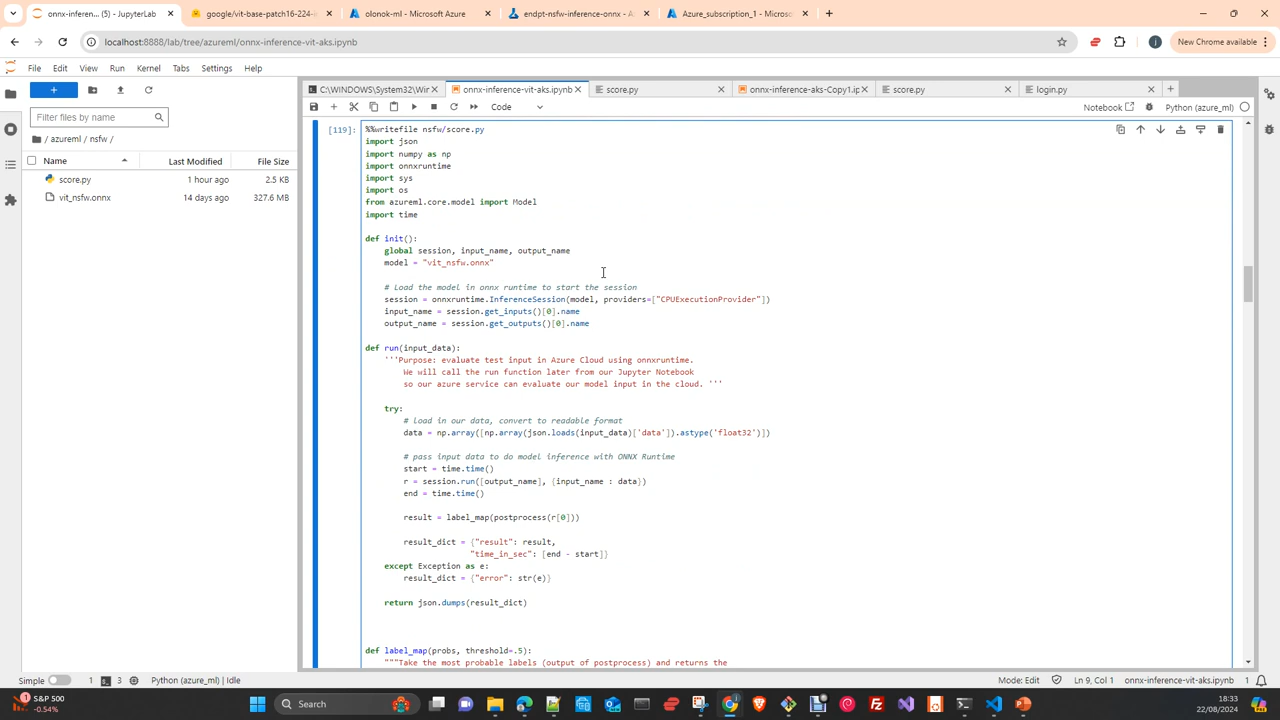 onnx-inferen... (5) - JupyterLab
google/vit-base-patch16-224-i
olonok-ml - Microsoft Azure
endpt-nsfw-inference-onnx - A
Azure_subscription_1 - Microso
localhost:8888/lab/tree/azureml/onnx-inference-vit-aks.ipynb
New Chrome available
File Edit View Run Kernel Tabs Settings Help
C:\WINDOWS\System32\Wir
onnx-inference-vit-aks.ipynb
score.py
onnx-inference-aks-Copy1.ip
score.py
login.py
Code
Notebook
Python (azure_ml)
Filter files by name
/ azureml / nsfw /
Name Last Modified File Size
score.py 1 hour ago 2.5 KB
vit_nsfw.onnx 14 days ago 327.6 MB
[119]:
%%writefile nsfw/score.py
import json
import numpy as np
import onnxruntime
import sys
import os
from azureml.core.model import Model
import time
def init():
global session, input_name, output_name
model = "vit_nsfw.onnx"
# Load the model in onnx runtime to start the session
session = onnxruntime.InferenceSession(model, providers=["CPUExecutionProvider"])
input_name = session.get_inputs()[0].name
output_name = session.get_outputs()[0].name
def run(input_data):
'''Purpose: evaluate test input in Azure Cloud using onnxruntime.
We will call the run function later from our Jupyter Notebook
so our azure service can evaluate our model input in the cloud. '''
try:
# load in our data, convert to readable format
data = np.array([np.array(json.loads(input_data)['data']).astype('float32')])
# pass input data to do model inference with ONNX Runtime
start = time.time()
r = session.run([output_name], {input_name : data})
end = time.time()
result = label_map(postprocess(r[0]))
result_dict = {"result": result,
"time_in_sec": [end - start]}
except Exception as e:
result_dict = {"error": str(e)}
return json.dumps(result_dict)
def label_map(probs, threshold=.5):
"""Take the most probable labels (output of postprocess) and returns the
Simple
1
3
Python (azure_ml) | Idle
Mode: Edit
Ln 9, Col 1
onnx-inference-vit-aks.ipynb
1
S&P 500
-0.54%
Search
18:33
22/08/2024